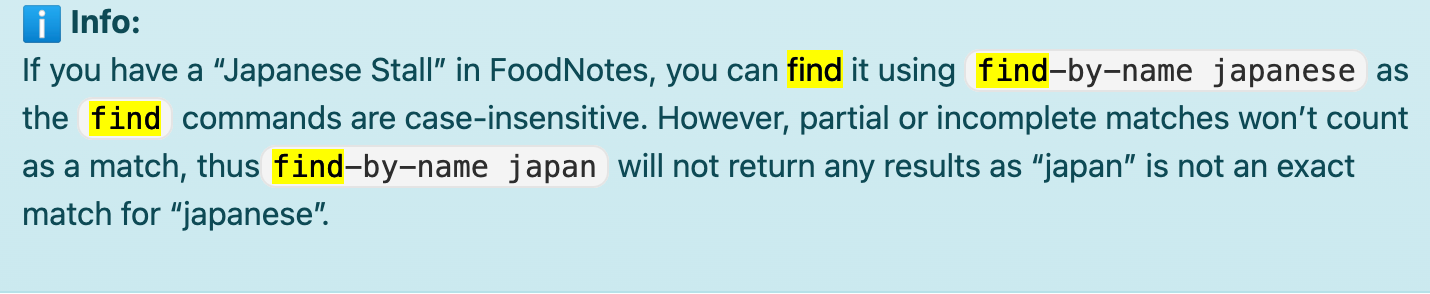 ℹ️ Info:
If you have a “Japanese Stall” in FoodNotes, you can find it using find-by-name japanese as
the find commands are case-insensitive. However, partial or incomplete matches won’t count
as a match, thus find-by-name japan will not return any results as “japan” is not an exact
match for “japanese”.